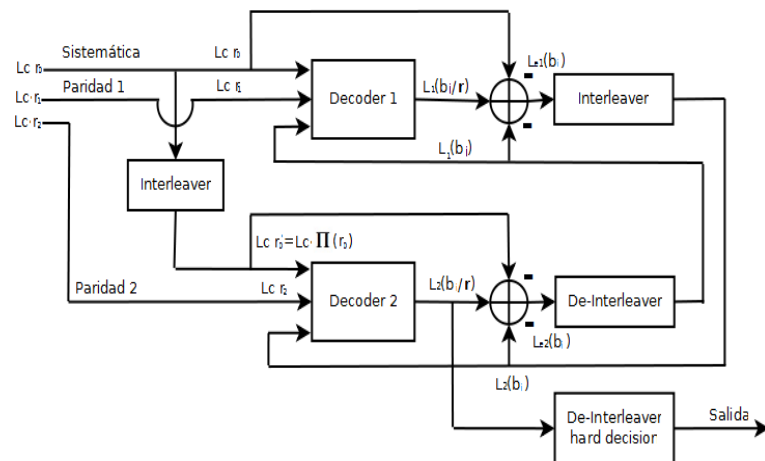 Sistemática
Lc r₀
Lc r₀
Paridad 1
Lc r₁
Lc· r₁
Lc· r₂
Decoder 1
L₁(bᵢ/r)
-
Lₑ₁(bᵢ)
Interleaver
-
L₁(bᵢ)
Interleaver
Lc r₀'=Lc·Π(r₀)
Paridad 2
Lc r₂
Decoder 2
L₂(bᵢ/r)
-
De-Interleaver
-
Lₑ₂(bᵢ)
L₂(bᵢ)
De-Interleaver
hard decision
Salida